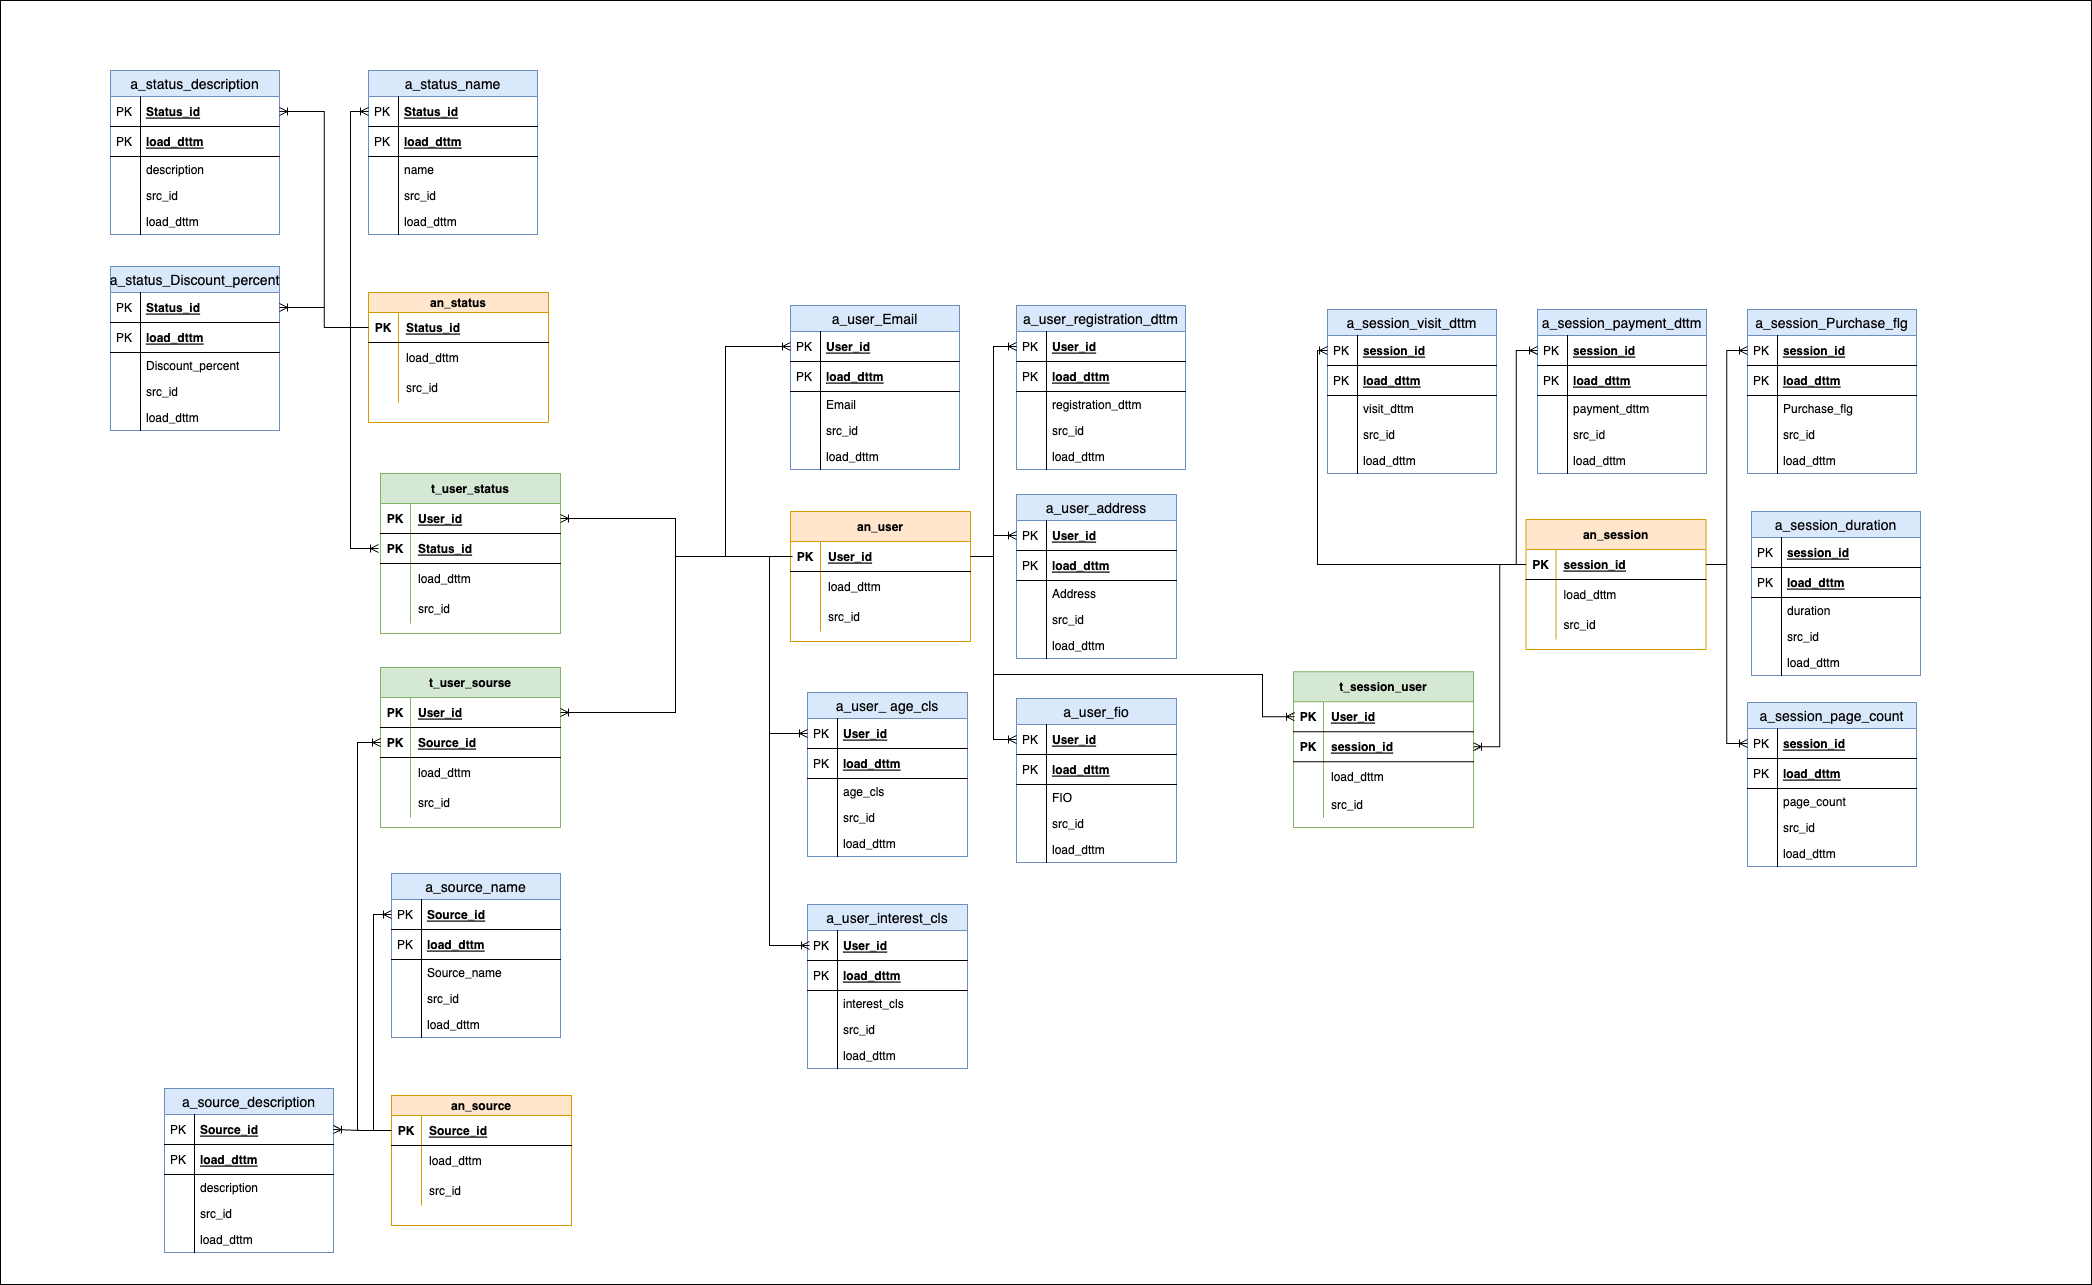 a_status_description
PK Status_id
PK load_dttm
description
src_id
load_dttm
a_status_name
PK Status_id
PK load_dttm
name
src_id
load_dttm
a_status_Discount_percent
PK Status_id
PK load_dttm
Discount_percent
src_id
load_dttm
an_status
PK Status_id
load_dttm
src_id
t_user_status
PK User_id
PK Status_id
load_dttm
src_id
t_user_sourse
PK User_id
PK Source_id
load_dttm
src_id
a_source_name
PK Source_id
PK load_dttm
Source_name
src_id
load_dttm
a_source_description
PK Source_id
PK load_dttm
description
src_id
load_dttm
an_source
PK Source_id
load_dttm
src_id
a_user_Email
PK User_id
PK load_dttm
Email
src_id
load_dttm
a_user_registration_dttm
PK User_id
PK load_dttm
registration_dttm
src_id
load_dttm
an_user
PK User_id
load_dttm
src_id
a_user_address
PK User_id
PK load_dttm
Address
src_id
load_dttm
a_user_ age_cls
PK User_id
PK load_dttm
age_cls
src_id
load_dttm
a_user_fio
PK User_id
PK load_dttm
FIO
src_id
load_dttm
a_user_interest_cls
PK User_id
PK load_dttm
interest_cls
src_id
load_dttm
a_session_visit_dttm
PK session_id
PK load_dttm
visit_dttm
src_id
load_dttm
a_session_payment_dttm
PK session_id
PK load_dttm
payment_dttm
src_id
load_dttm
a_session_Purchase_flg
PK session_id
PK load_dttm
Purchase_flg
src_id
load_dttm
an_session
PK session_id
load_dttm
src_id
a_session_duration
PK session_id
PK load_dttm
duration
src_id
load_dttm
t_session_user
PK User_id
PK session_id
load_dttm
src_id
a_session_page_count
PK session_id
PK load_dttm
page_count
src_id
load_dttm